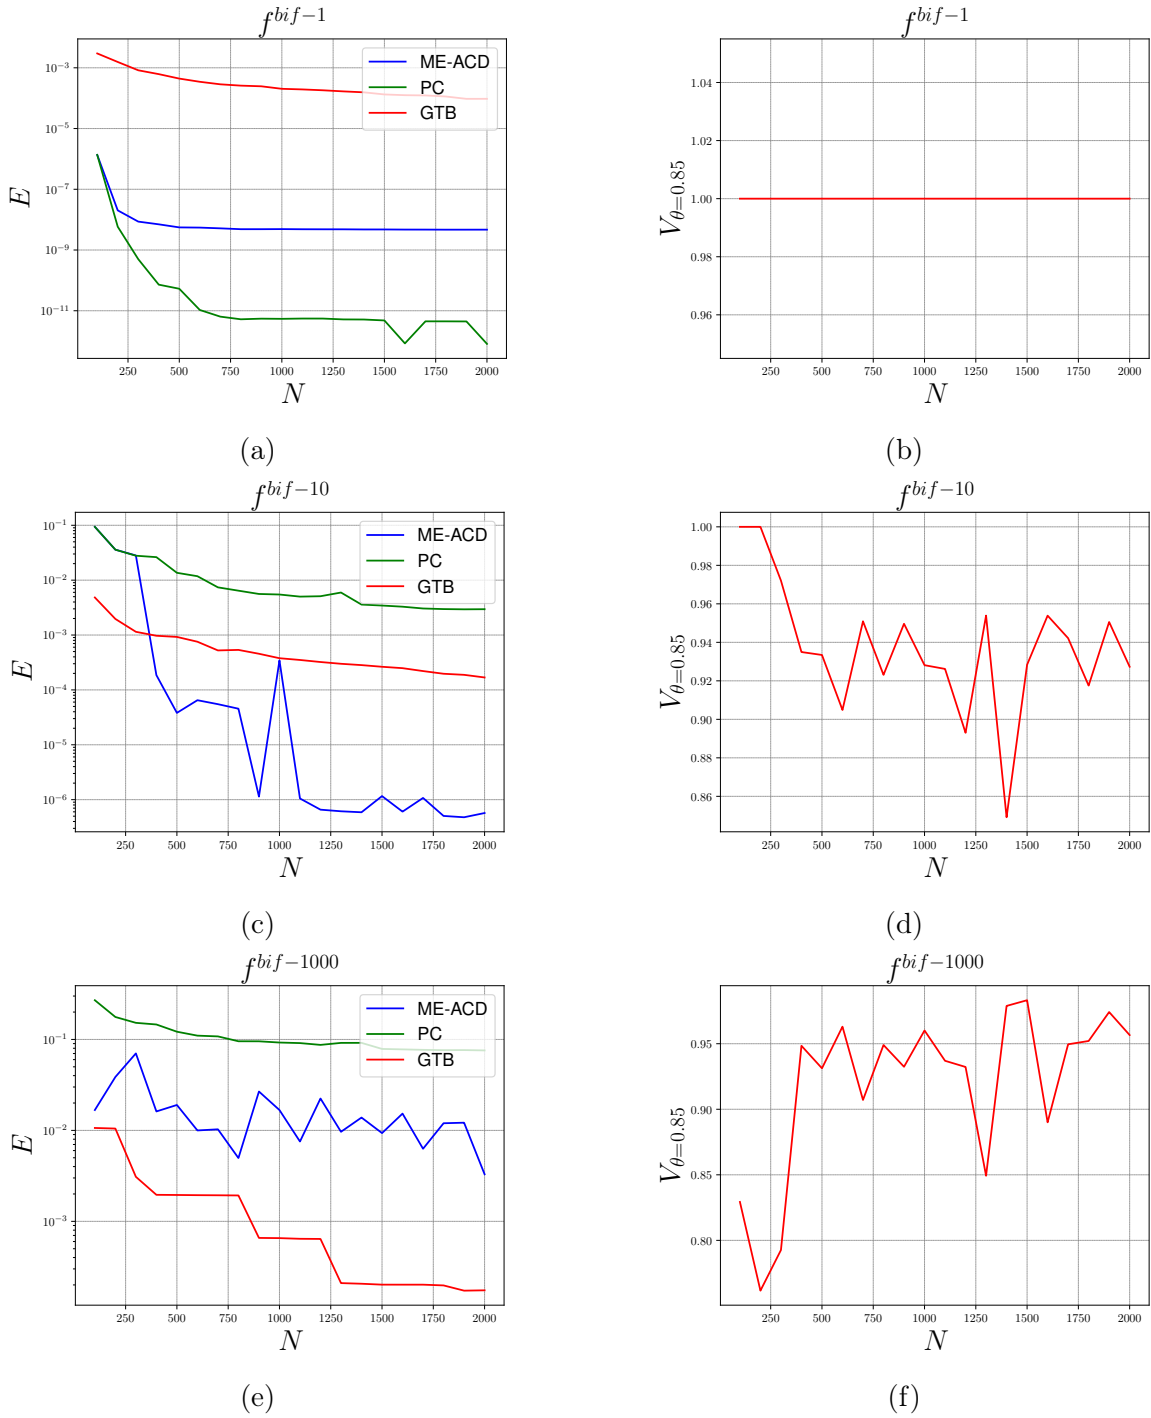 f^{bif−1}
10^{−3}
10^{−5}
10^{−7}
10^{−9}
10^{−11}
E
ME-ACD
PC
GTB
250 500 750 1000 1250 1500 1750 2000
N
(a)
f^{bif−1}
1.04
1.02
1.00
0.98
0.96
V_{θ=0.85}
250 500 750 1000 1250 1500 1750 2000
N
(b)
f^{bif−10}
10^{−1}
10^{−2}
10^{−3}
10^{−4}
10^{−5}
10^{−6}
E
ME-ACD
PC
GTB
250 500 750 1000 1250 1500 1750 2000
N
(c)
f^{bif−10}
1.00
0.98
0.96
0.94
0.92
0.90
0.88
0.86
V_{θ=0.85}
250 500 750 1000 1250 1500 1750 2000
N
(d)
f^{bif−1000}
10^{−1}
10^{−2}
10^{−3}
E
ME-ACD
PC
GTB
250 500 750 1000 1250 1500 1750 2000
N
(e)
f^{bif−1000}
0.95
0.90
0.85
0.80
V_{θ=0.85}
250 500 750 1000 1250 1500 1750 2000
N
(f)